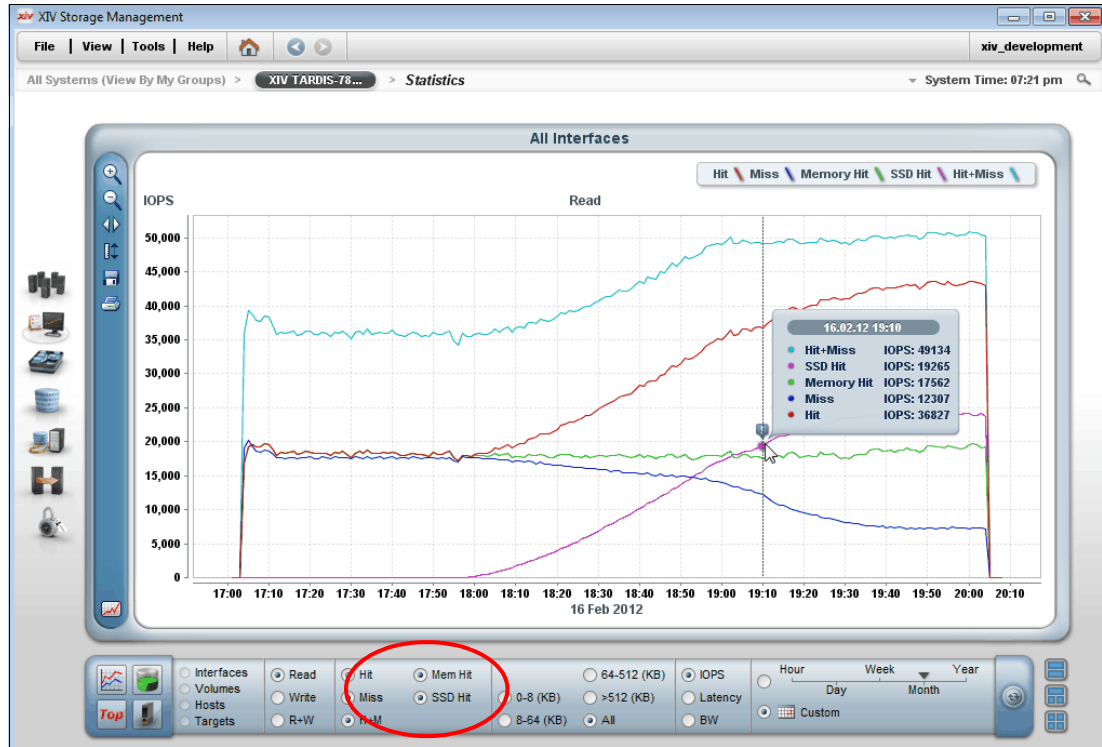 XIV XIV Storage Management
File | View | Tools | Help xiv_development
All Systems (View By My Groups) > XIV TARDIS-78... > Statistics System Time: 07:21 pm
All Interfaces
Hit Miss Memory Hit SSD Hit Hit+Miss
IOPS Read
50,000
45,000
40,000
35,000
30,000
25,000
20,000
15,000
10,000
5,000
0
16.02.12 19:10
Hit+Miss IOPS: 49134
SSD Hit IOPS: 19265
Memory Hit IOPS: 17562
Miss IOPS: 12307
Hit IOPS: 36827
17:00 17:10 17:20 17:30 17:40 17:50 18:00 18:10 18:20 18:30 18:40 18:50 19:00 19:10 19:20 19:30 19:40 19:50 20:00 20:10
16 Feb 2012
Interfaces Read Hit Mem Hit 64-512 (KB) IOPS Hour Week Year
Volumes Write Miss SSD Hit 0-8 (KB) >512 (KB) Latency Day Month
Hosts
Top Targets R+W H+M 8-64 (KB) All BW Custom